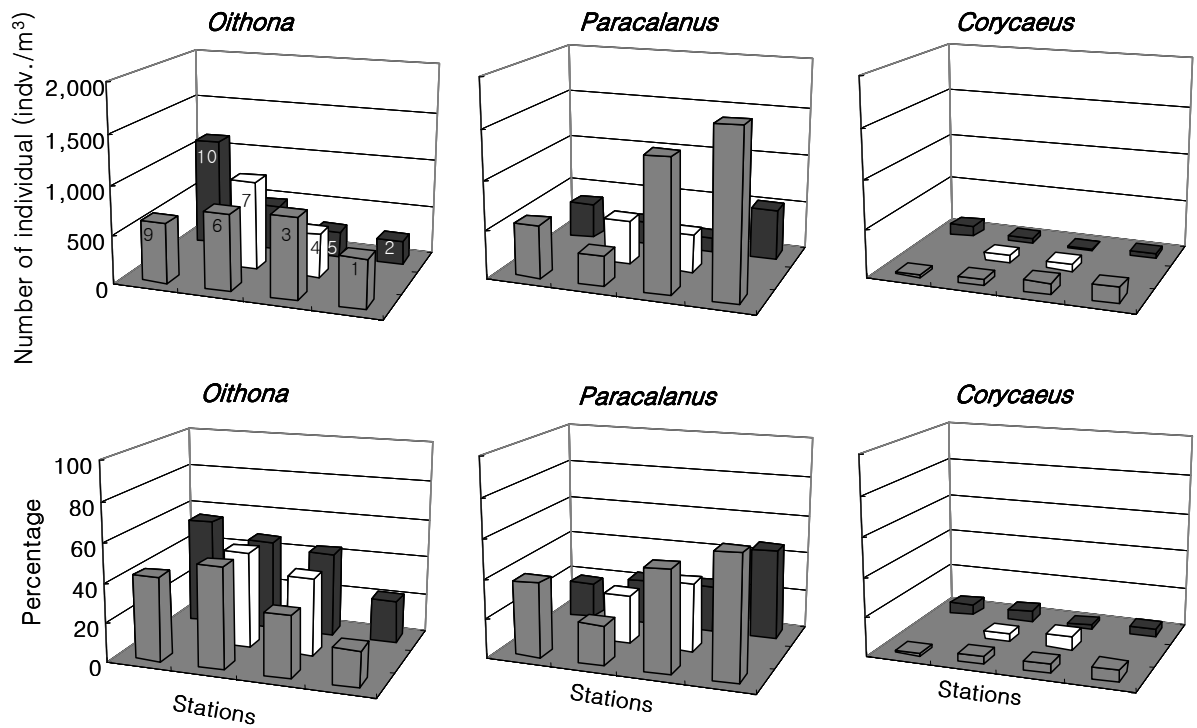 Oithona
Paracalanus
Corycaeus
Number of individual (indv./m³)
2,000
1,500
1,000
500
0
10
7
9
6
3
4
5
2
1
Oithona
Paracalanus
Corycaeus
Percentage
100
80
60
40
20
0
Stations
Stations
Stations